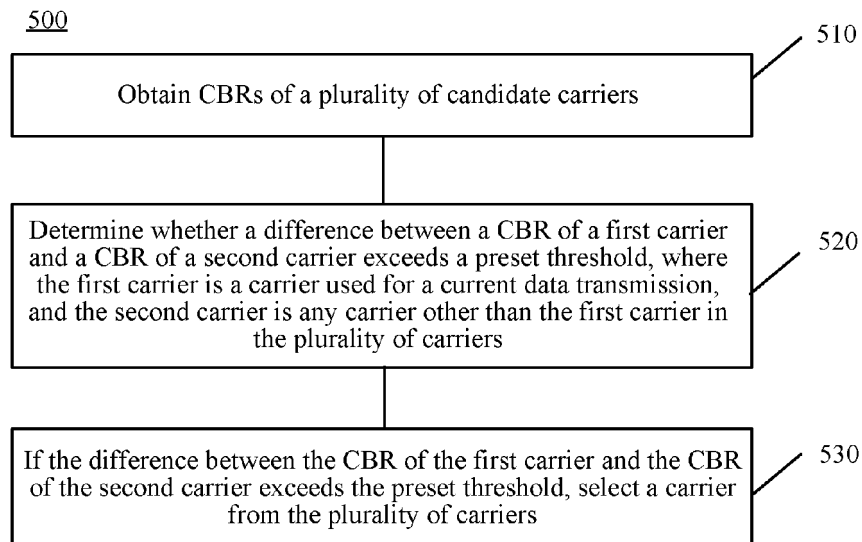 500
510
Obtain CBRs of a plurality of candidate carriers
Determine whether a difference between a CBR of a first carrier
and a CBR of a second carrier exceeds a preset threshold, where
the first carrier is a carrier used for a current data transmission,
and the second carrier is any carrier other than the first carrier in
the plurality of carriers
520
If the difference between the CBR of the first carrier and the CBR
of the second carrier exceeds the preset threshold, select a carrier
from the plurality of carriers
530